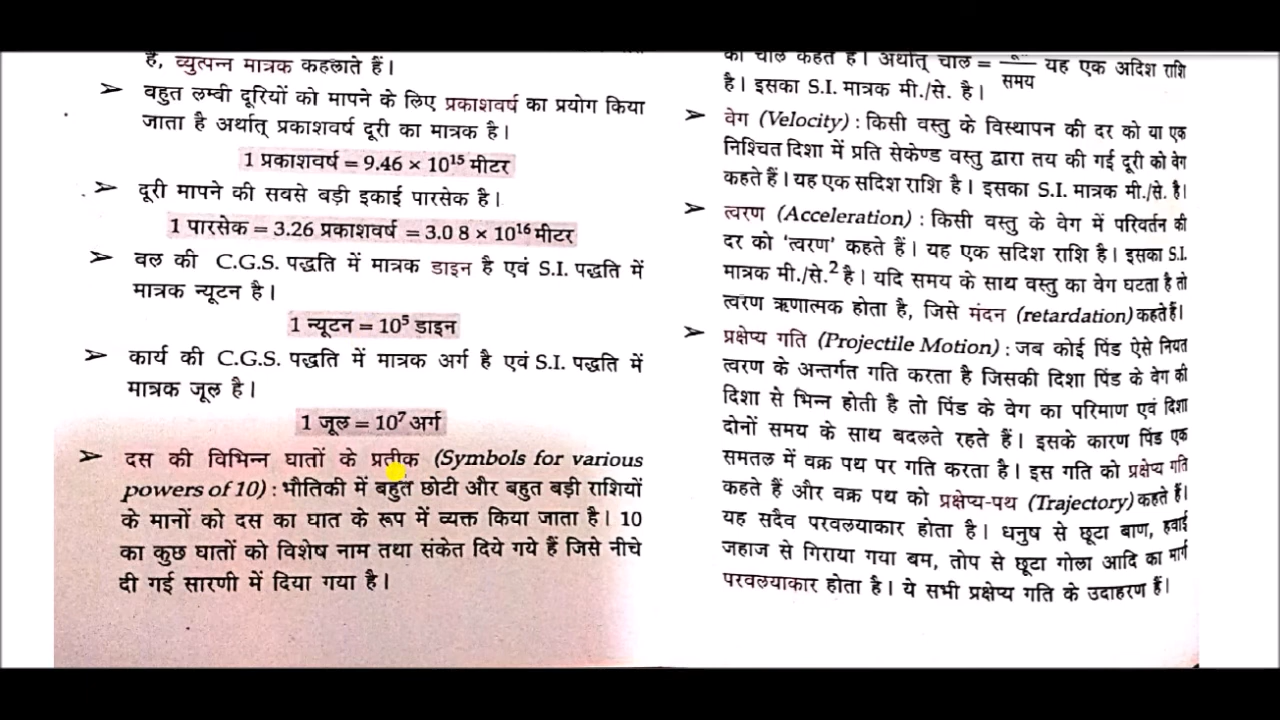 है, व्युत्पन्न मात्रक कहलाते हैं।
➢ बहुत लम्बी दूरियों को मापने के लिए प्रकाशवर्ष का प्रयोग किया
जाता है अर्थात् प्रकाशवर्ष दूरी का मात्रक है।
1 प्रकाशवर्ष = 9.46 × 10¹⁵ मीटर
➢ दूरी मापने की सबसे बड़ी इकाई पारसेक है।
1 पारसेक = 3.26 प्रकाशवर्ष = 3.0 8 × 10¹⁶ मीटर
➢ वल की C.G.S. पद्धति में मात्रक डाइन है एवं S.I. पद्धति में
मात्रक न्यूटन है।
1 न्यूटन = 10⁵ डाइन
➢ कार्य की C.G.S. पद्धति में मात्रक अर्ग है एवं S.I. पद्धति में
मात्रक जूल है।
1 जूल = 10⁷ अर्ग
➢ दस की विभिन्न घातों के प्रतीक (Symbols for various
powers of 10) : भौतिकी में बहुत छोटी और बहुत बड़ी राशियों
के मानों को दस का घात के रूप में व्यक्त किया जाता है। 10
का कुछ घातों को विशेष नाम तथा संकेत दिये गये हैं जिसे नीचे
दी गई सारणी में दिया गया है।
को चाल कहते हैं। अर्थात् चाल = यह एक अदिश राशि
समय
है। इसका S.I. मात्रक मी./से. है।
➢ वेग (Velocity) : किसी वस्तु के विस्थापन की दर को या एक
निश्चित दिशा में प्रति सेकेण्ड वस्तु द्वारा तय की गई दूरी को वेग
कहते हैं। यह एक सदिश राशि है। इसका S.I. मात्रक मी./से. है।
➢ त्वरण (Acceleration) : किसी वस्तु के वेग में परिवर्तन की
दर को 'त्वरण' कहते हैं। यह एक सदिश राशि है। इसका S.I.
मात्रक मी./से.² है। यदि समय के साथ वस्तु का वेग घटता है तो
त्वरण ऋणात्मक होता है, जिसे मंदन (retardation) कहते हैं।
➢ प्रक्षेप्य गति (Projectile Motion) : जब कोई पिंड ऐसे नियत
त्वरण के अन्तर्गत गति करता है जिसकी दिशा पिंड के वेग की
दिशा से भिन्न होती है तो पिंड के वेग का परिमाण एवं दिशा
दोनों समय के साथ बदलते रहते हैं। इसके कारण पिंड एक
समतल में वक्र पथ पर गति करता है। इस गति को प्रक्षेप्य गति
कहते हैं और वक्र पथ को प्रक्षेप्य-पथ (Trajectory) कहते हैं।
यह सदैव परवलयाकार होता है। धनुष से छूटा बाण, हवाई
जहाज से गिराया गया बम, तोप से छूटा गोला आदि का मार्ग
परवलयाकार होता है। ये सभी प्रक्षेप्य गति के उदाहरण हैं।